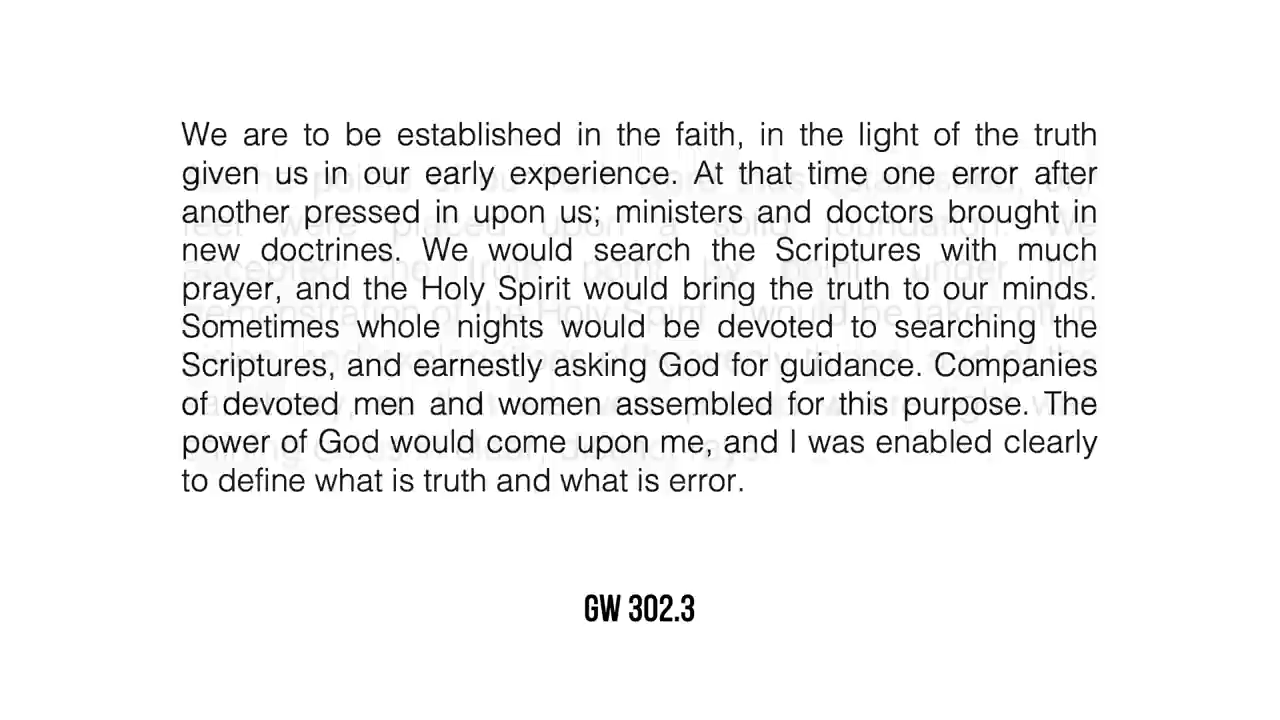 We are to be established in the faith, in the light of the truth
given us in our early experience. At that time one error after
another pressed in upon us; ministers and doctors brought in
new doctrines. We would search the Scriptures with much
prayer, and the Holy Spirit would bring the truth to our minds.
Sometimes whole nights would be devoted to searching the
Scriptures, and earnestly asking God for guidance. Companies
of devoted men and women assembled for this purpose. The
power of God would come upon me, and I was enabled clearly
to define what is truth and what is error.
GW 302.3